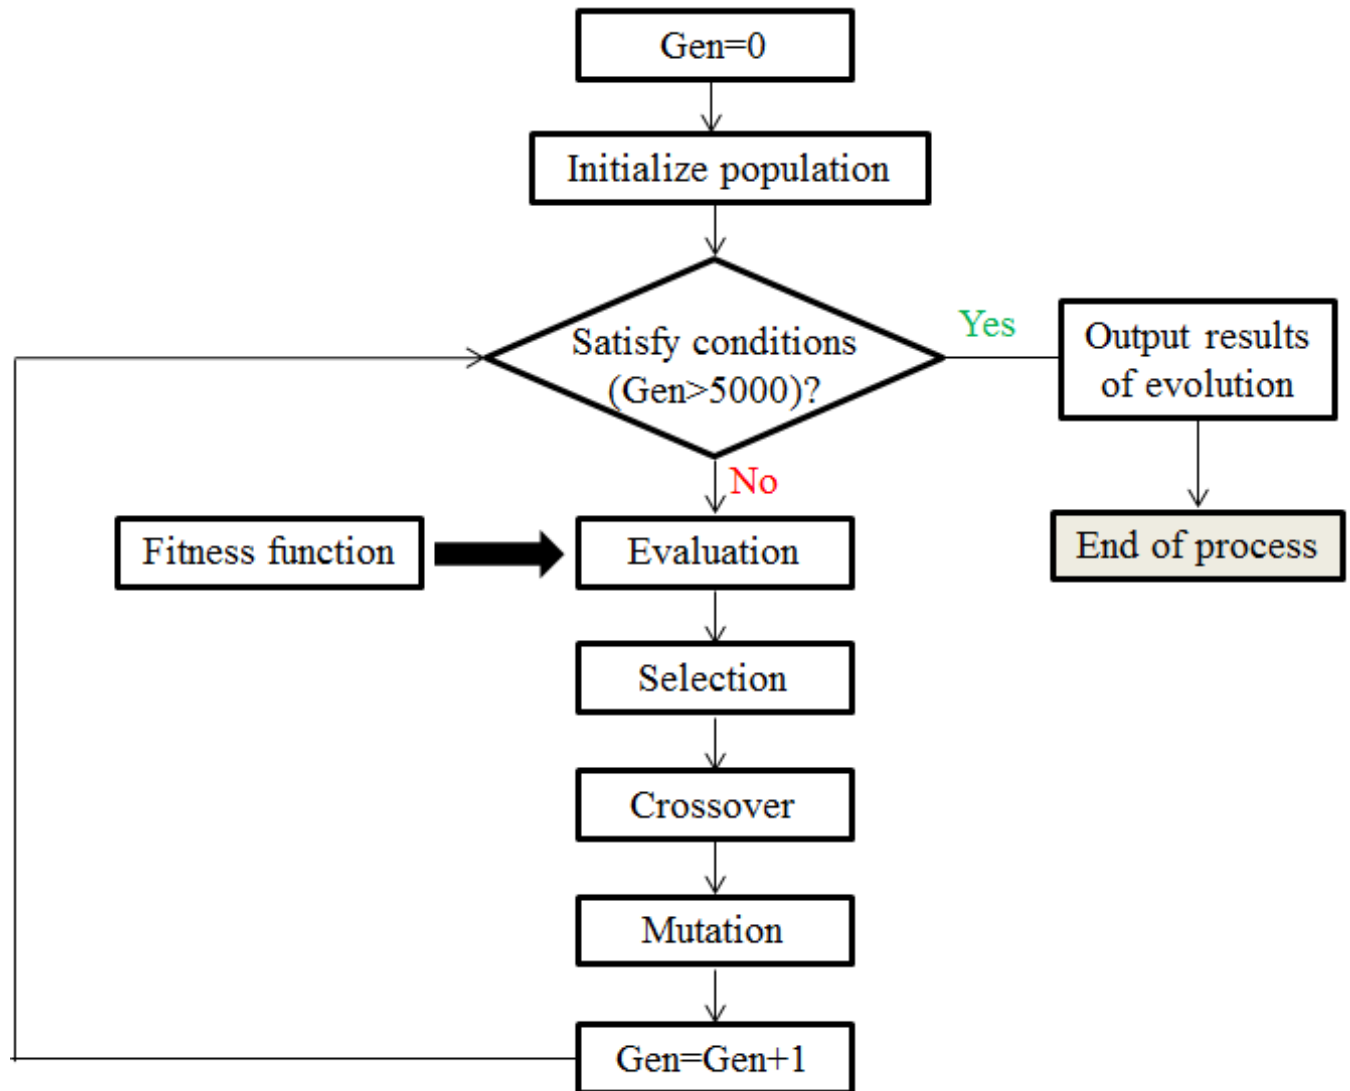 Gen=0
Initialize population
Satisfy conditions
(Gen>5000)?
Yes
Output results
of evolution
No
Fitness function
Evaluation
End of process
Selection
Crossover
Mutation
Gen=Gen+1